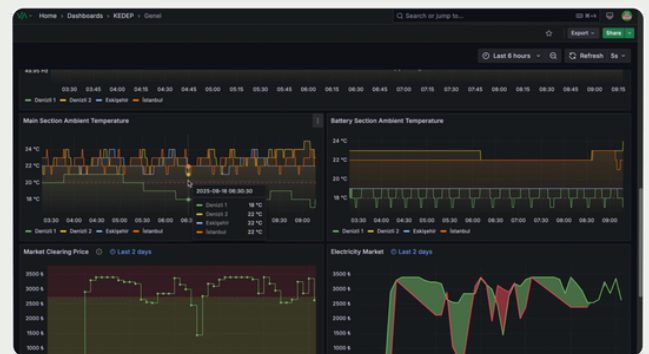 Home › Dashboards › KEDEP › Genel
Search or jump to...
Export
Share
Last 6 hours
Refresh 5s
49.95 Hz
03:30 03:45 04:00 04:15 04:30 04:45 05:00 05:15 05:30 05:45 06:00 06:15 06:30 06:45 07:00 07:15 07:30 07:45 08:00 08:15 08:30 08:45 09:00 09:15
Denizli 1 Denizli 2 Eskişehir İstanbul
Main Section Ambient Temperature
24 °C
22 °C
20 °C
18 °C
03:30 04:00 04:30 05:00 05:30 06:00
07:00 07:30 08:00 08:30 09:00
2025-09-16 06:30:30
Denizli 1 18 °C
Denizli 2 22 °C
Eskişehir 22 °C
İstanbul 22 °C
Denizli 1 Denizli 2 Eskişehir İstanbul
Battery Section Ambient Temperature
24 °C
22 °C
20 °C
18 °C
03:30 04:00 04:30 05:00 05:30 06:00 06:30 07:00 07:30 08:00 08:30 09:00
Denizli 1 Denizli 2 Eskişehir İstanbul
Market Clearing Price Last 2 days
3500 ₺
3000 ₺
2500 ₺
2000 ₺
1500 ₺
1000 ₺
Electricity Market Last 2 days
3500 ₺
3000 ₺
2500 ₺
2000 ₺
1500 ₺
1000 ₺